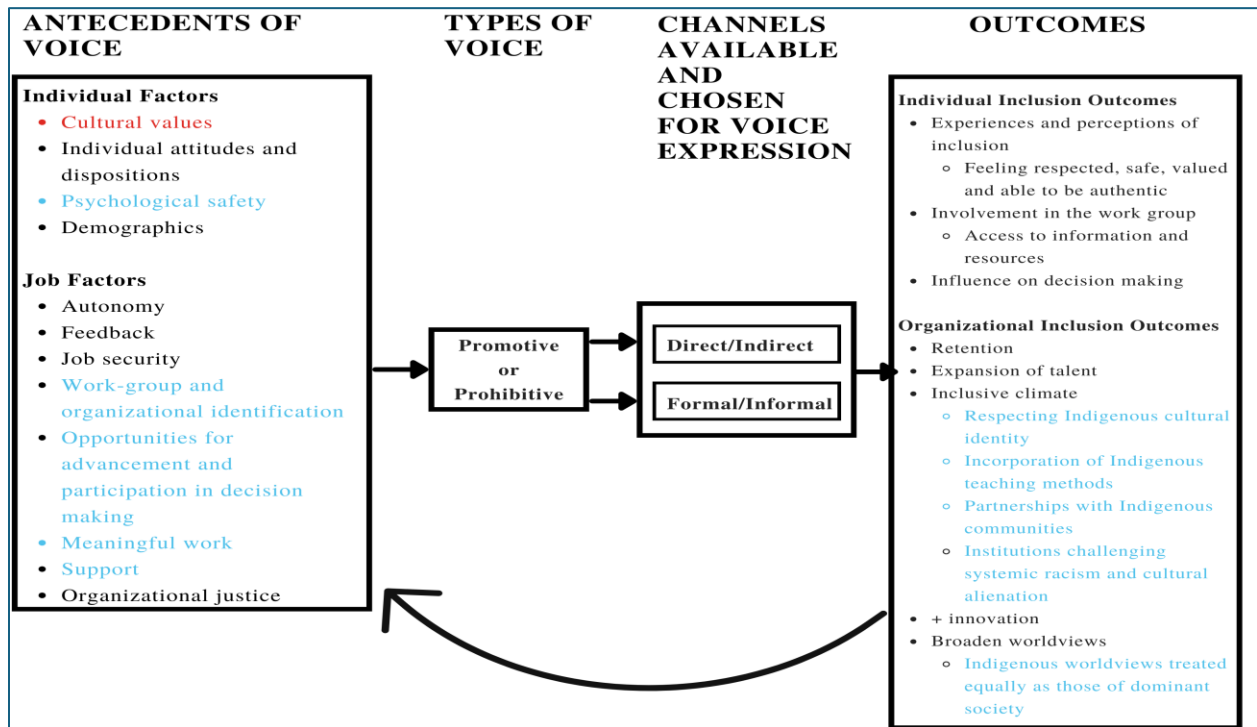 ANTECEDENTS OF
VOICE
Individual Factors
• Cultural values
• Individual attitudes and
dispositions
• Psychological safety
• Demographics
Job Factors
• Autonomy
• Feedback
• Job security
• Work-group and
organizational identification
• Opportunities for
advancement and
participation in decision
making
• Meaningful work
• Support
• Organizational justice
TYPES OF
VOICE
Promotive
or
Prohibitive
CHANNELS
AVAILABLE
AND
CHOSEN
FOR VOICE
EXPRESSION
Direct/Indirect
Formal/Informal
OUTCOMES
Individual Inclusion Outcomes
• Experiences and perceptions of
inclusion
○ Feeling respected, safe, valued
and able to be authentic
• Involvement in the work group
○ Access to information and
resources
• Influence on decision making
Organizational Inclusion Outcomes
• Retention
• Expansion of talent
• Inclusive climate
○ Respecting Indigenous cultural
identity
○ Incorporation of Indigenous
teaching methods
○ Partnerships with Indigenous
communities
○ Institutions challenging
systemic racism and cultural
alienation
• + innovation
• Broaden worldviews
○ Indigenous worldviews treated
equally as those of dominant
society